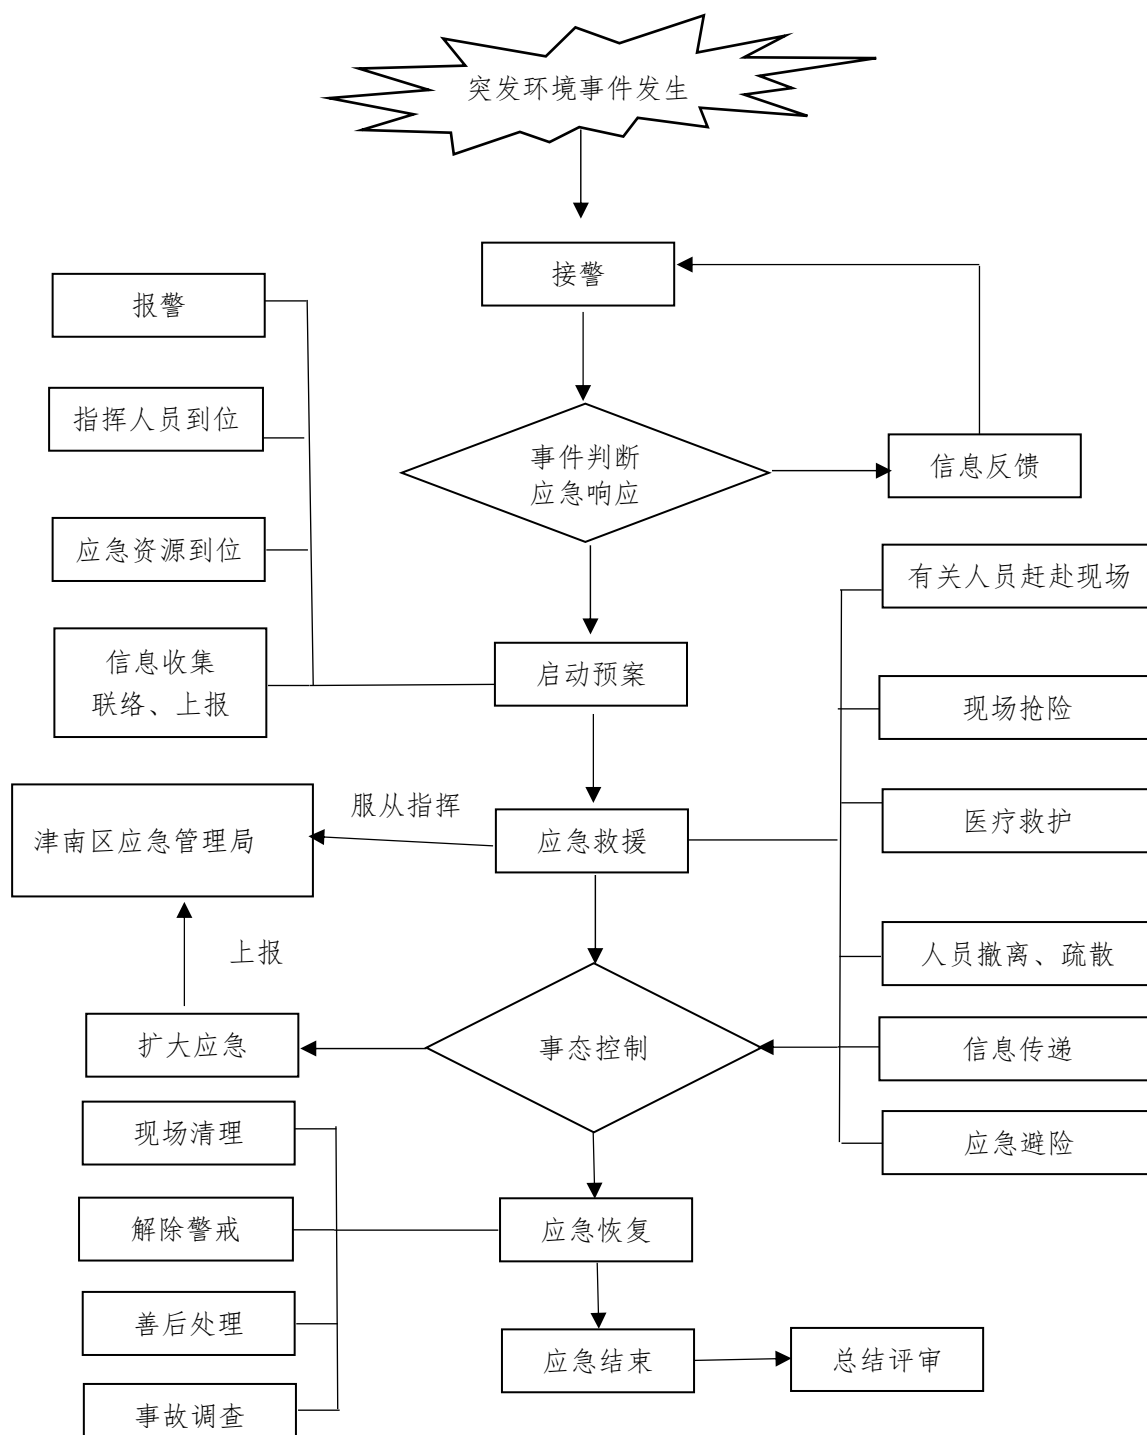 突发环境事件发生
接警
报警
指挥人员到位
事件判断
应急响应
信息反馈
应急资源到位
有关人员赶赴现场
信息收集
联络、上报
启动预案
现场抢险
服从指挥
津南区应急管理局
应急救援
医疗救护
上报
人员撤离、疏散
扩大应急
事态控制
信息传递
现场清理
应急避险
解除警戒
应急恢复
善后处理
应急结束
总结评审
事故调查